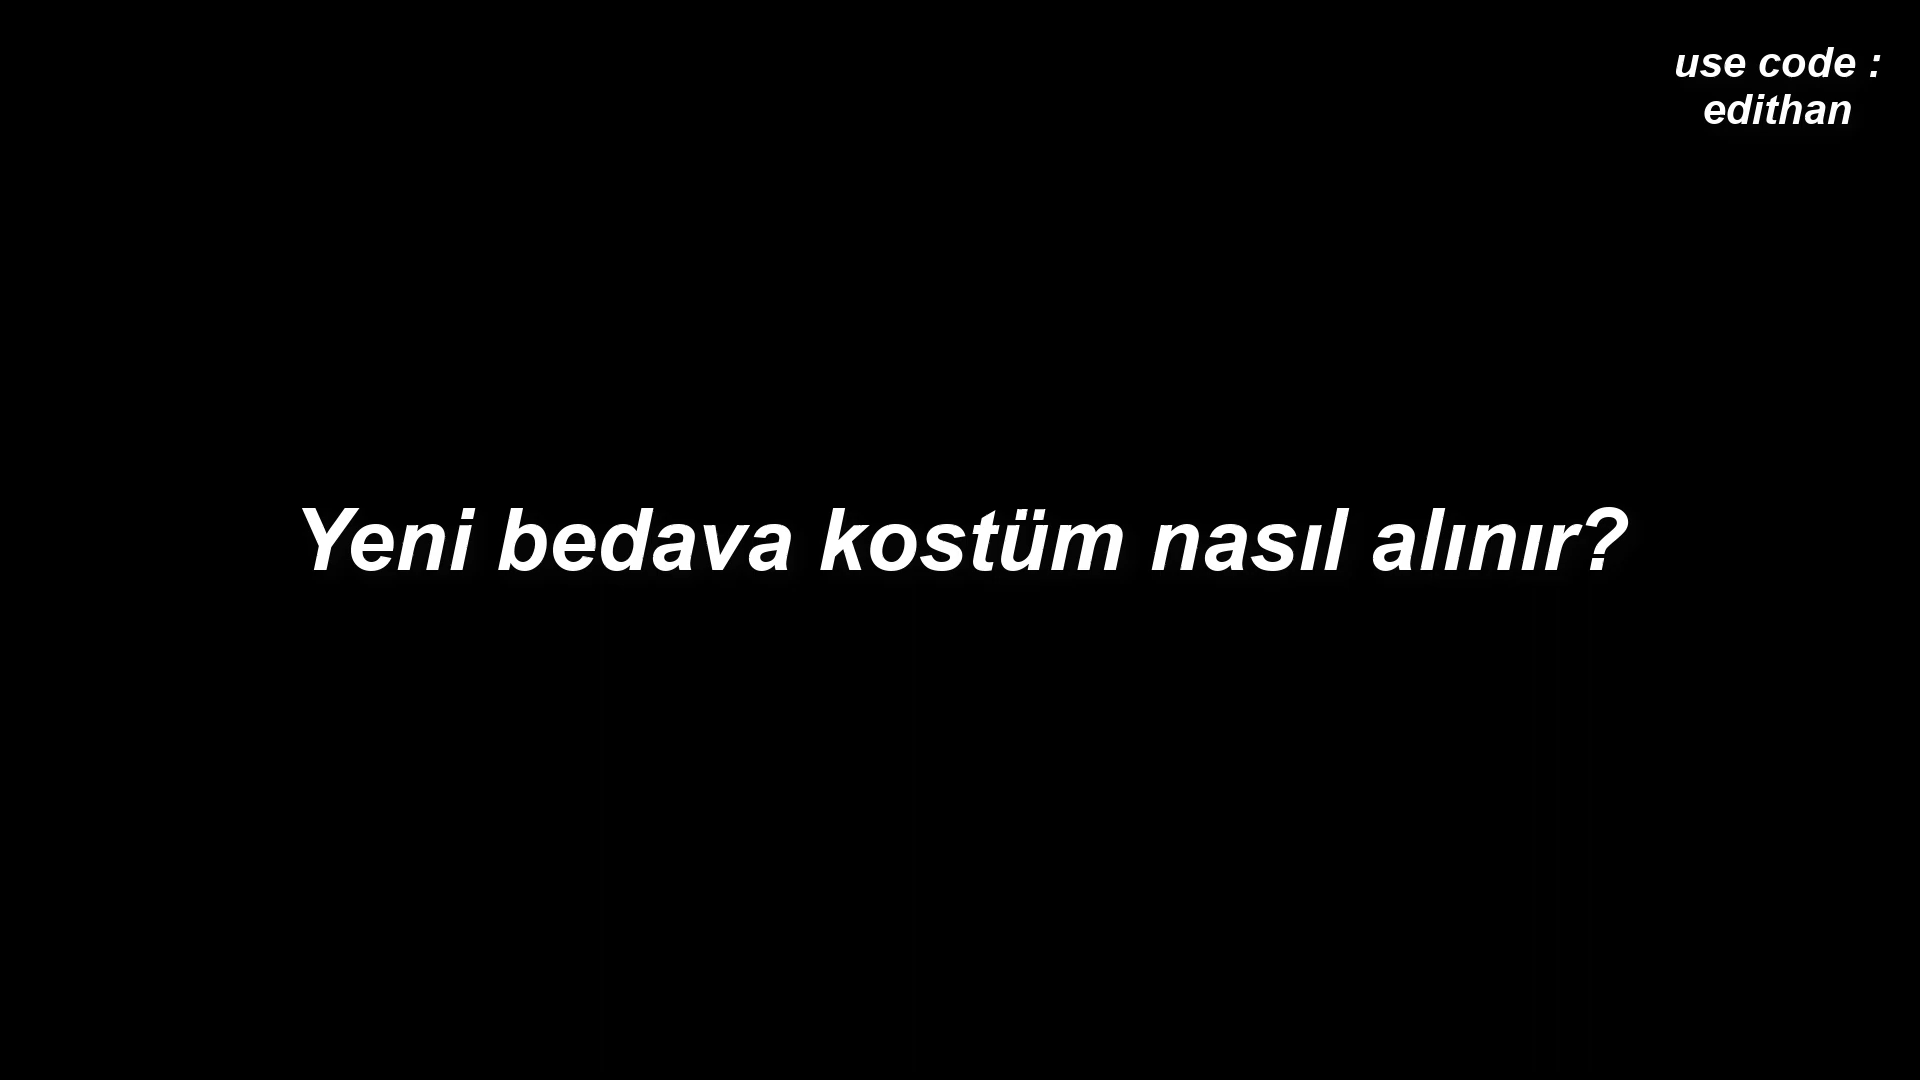 use code :
edithan
Yeni bedava kostüm nasıl alınır?